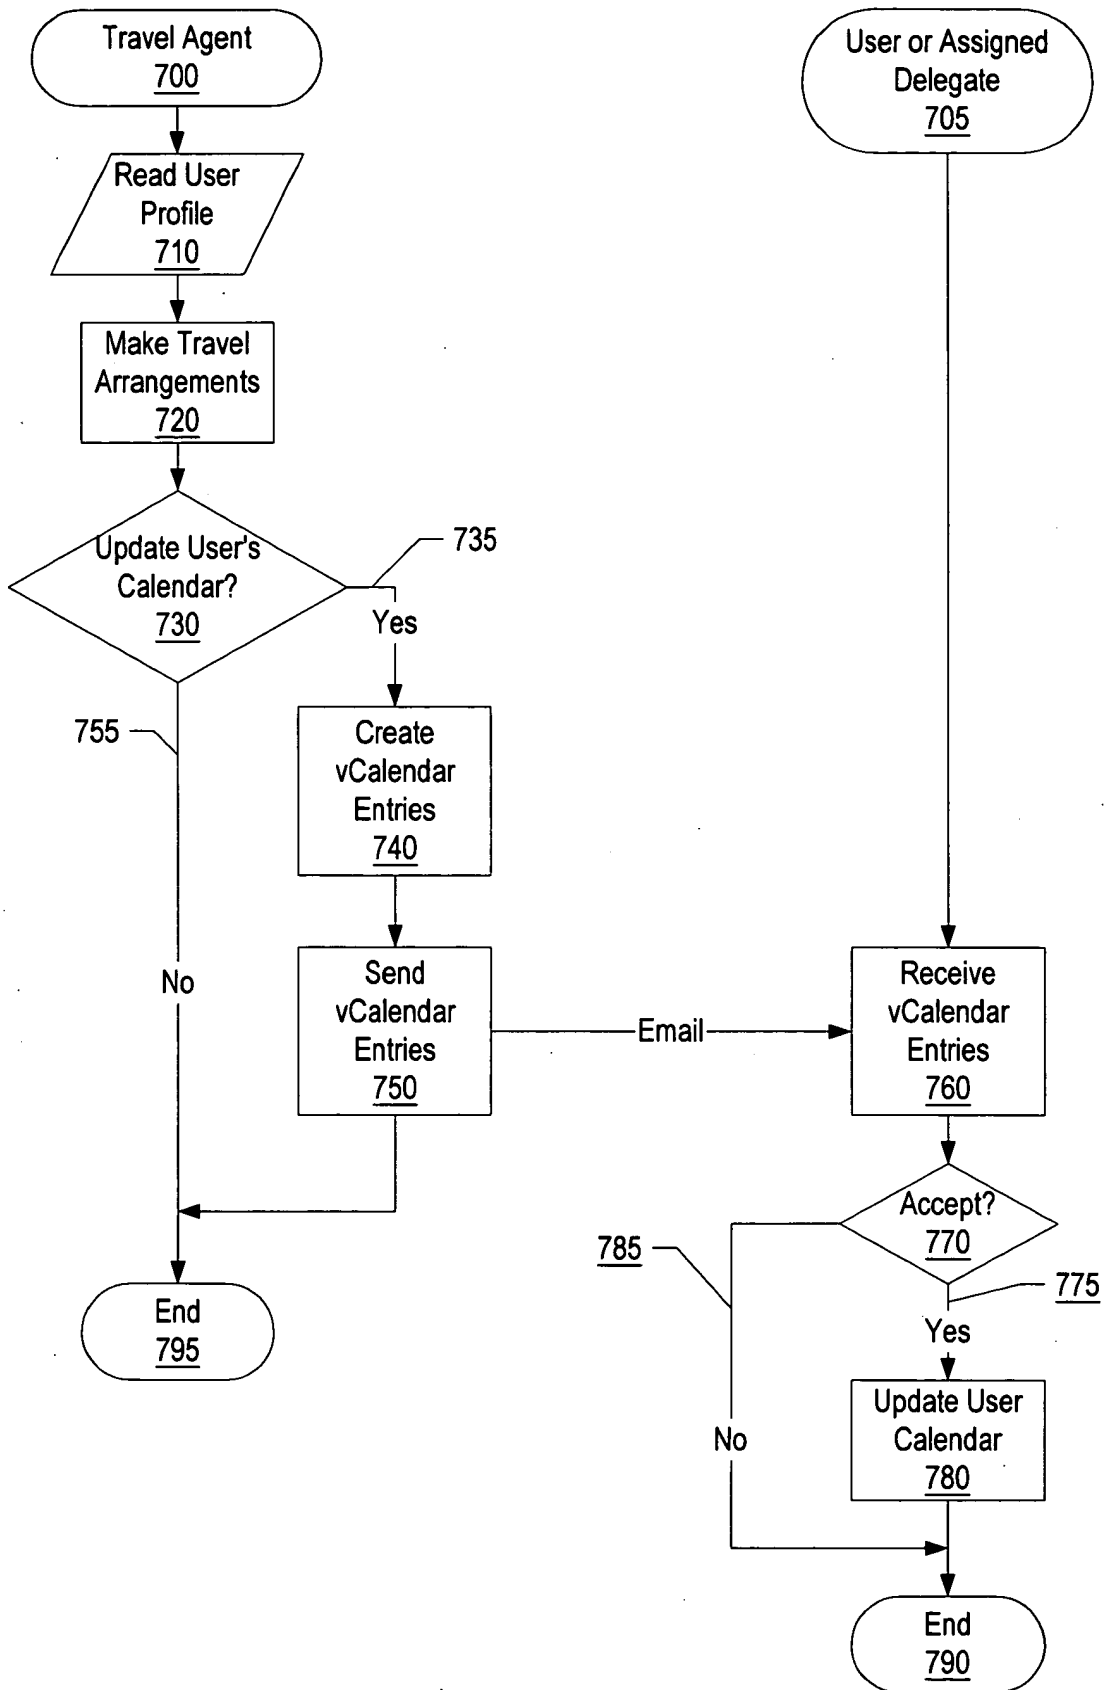 Travel Agent
700
User or Assigned
Delegate
705
Read User
Profile
710
Make Travel
Arrangements
720
Update User's
Calendar?
730
735
Yes
755
Create
vCalendar
Entries
740
No
Send
vCalendar
Entries
750
Email
Receive
vCalendar
Entries
760
Accept?
770
785
775
Yes
End
795
Update User
Calendar
780
No
End
790